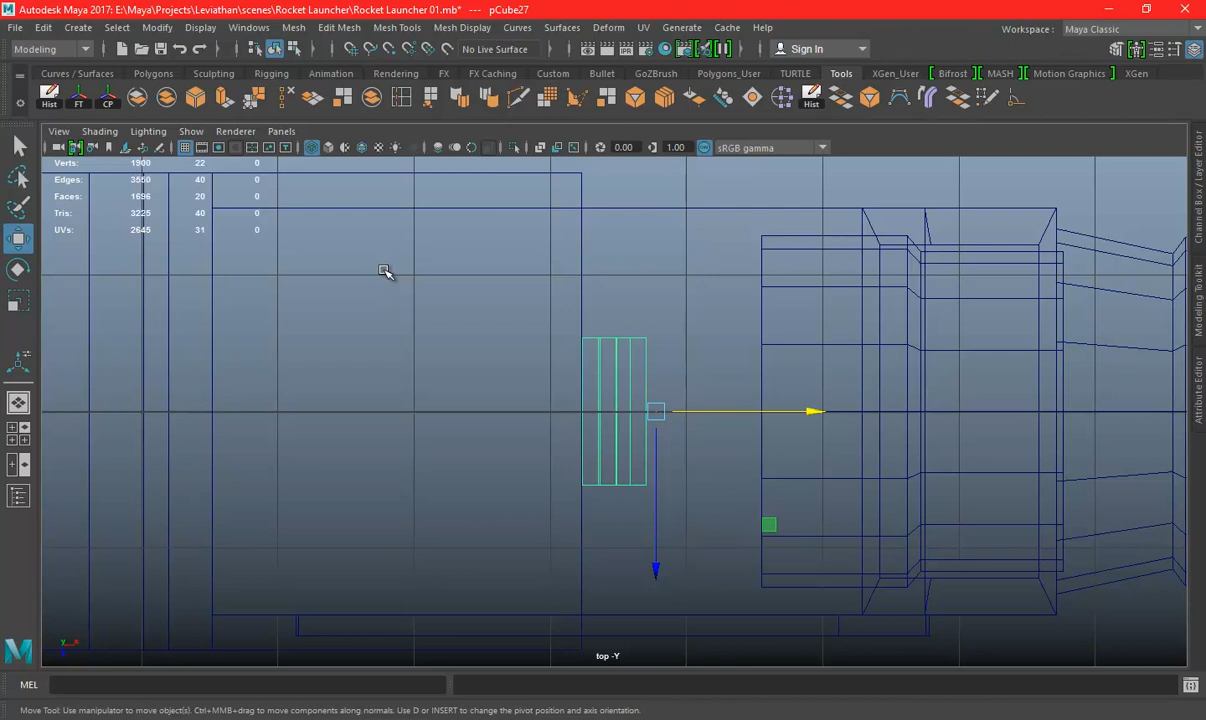 Autodesk Maya 2017: E:\Maya\Projects\Leviathan\scenes\Rocket Launcher\Rocket Launcher 01.mb* --- pCube27
File Edit Create Select Modify Display Windows Mesh Edit Mesh Mesh Tools Mesh Display Curves Surfaces Deform UV Generate Cache Help Workspace : Maya Classic
Modeling No Live Surface Sign In
Curves / Surfaces Polygons Sculpting Rigging Animation Rendering FX FX Caching Custom Bullet GoZBrush Polygons_User TURTLE Tools XGen_User Bifrost MASH Motion Graphics XGen
Hist FT CP Hist
View Shading Lighting Show Renderer Panels
0.00 1.00 sRGB gamma
Verts: 1900 22 0
Edges: 3550 40 0
Faces: 1696 20 0
Tris: 3225 40 0
UVs: 2645 31 0
Channel Box / Layer Editor
Modeling Toolkit
Attribute Editor
y x
top -Y
MEL
Move Tool: Use manipulator to move object(s). Ctrl+MMB+drag to move components along normals. Use D or INSERT to change the pivot position and axis orientation.